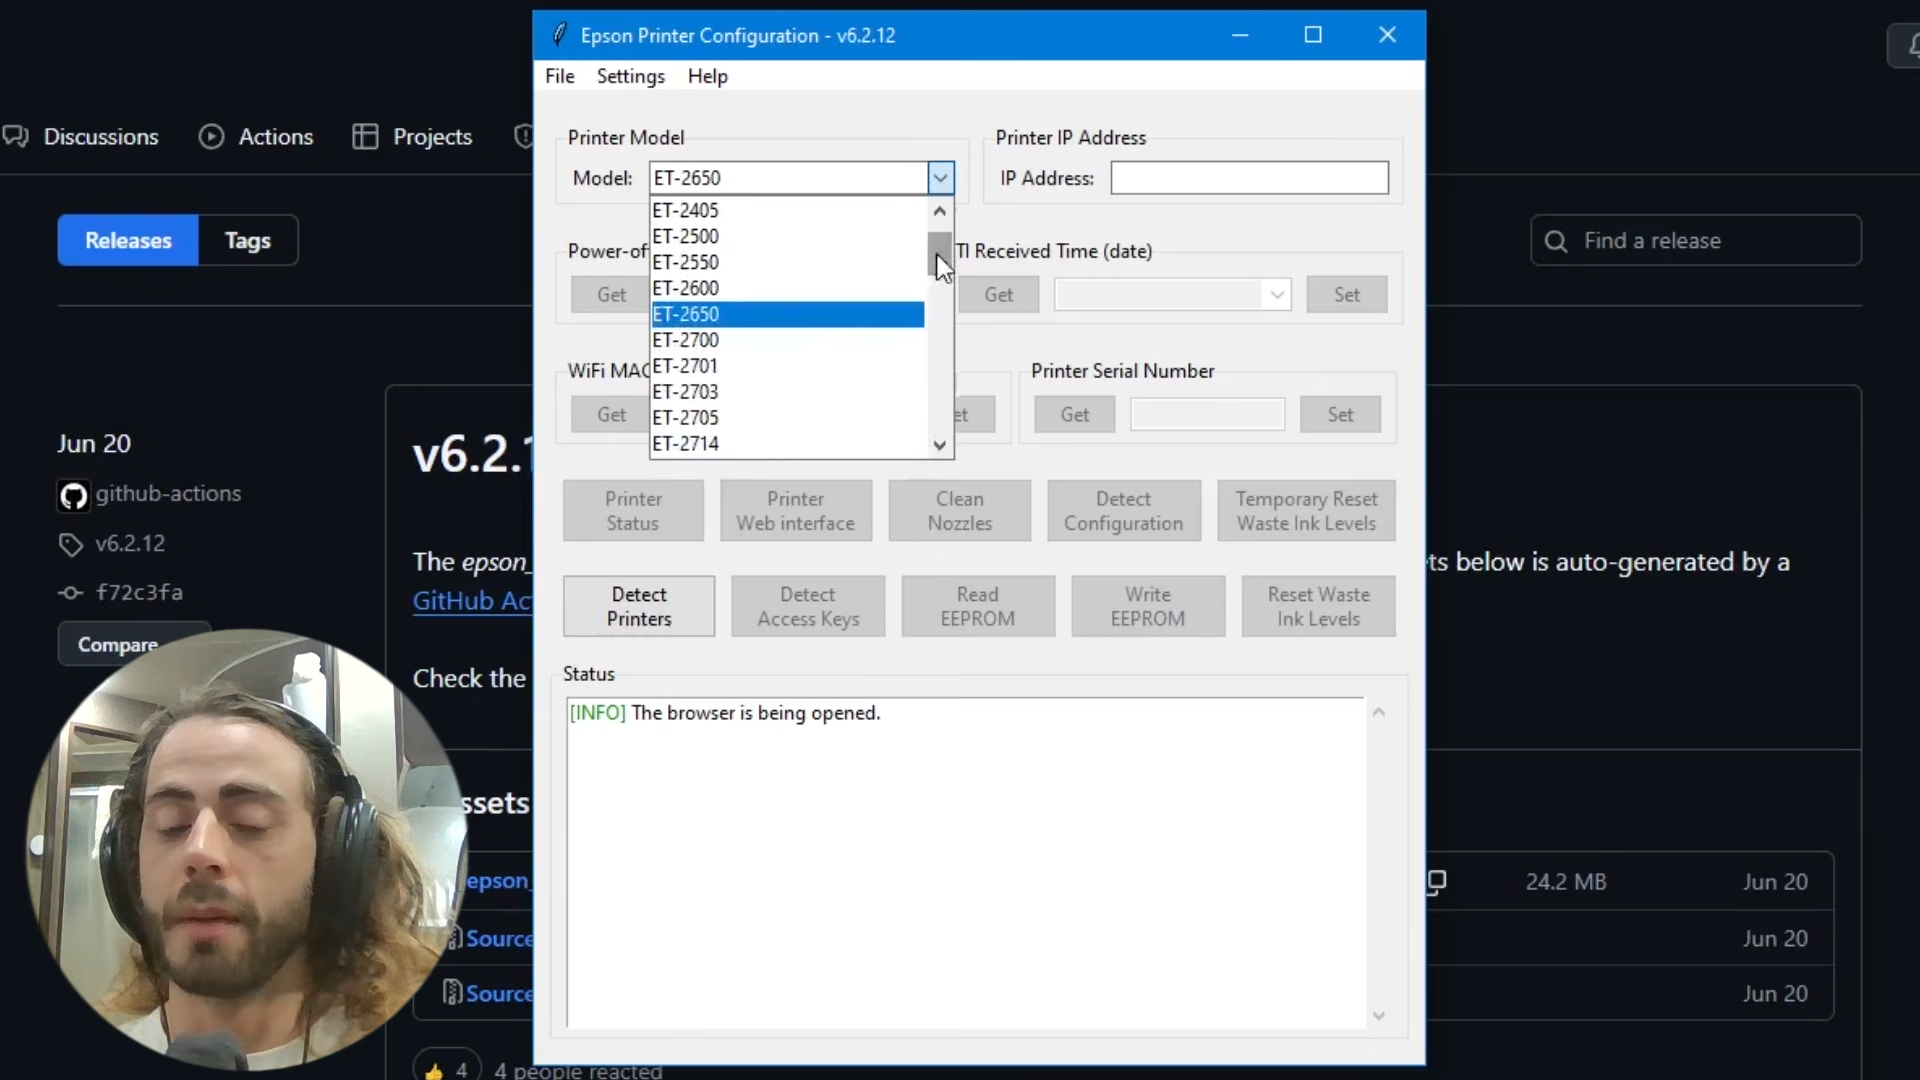 Epson Printer Configuration - v6.2.12
File Settings Help
Discussions Actions Projects
Printer Model
Printer IP Address
Model: ET-2650
IP Address:
ET-2405
ET-2500
ET-2550
ET-2600
ET-2650
ET-2700
ET-2701
ET-2703
ET-2705
ET-2714
Releases Tags
Find a release
Power-of
TI Received Time (date)
Get
Get
Set
WiFi MAC
Printer Serial Number
Get
et
Get
Set
Jun 20
github-actions
v6.2.12
f72c3fa
Compare
v6.2.1
The epson_
ts below is auto-generated by a
GitHub Ac
Check the
Printer
Status
Printer
Web interface
Clean
Nozzles
Detect
Configuration
Temporary Reset
Waste Ink Levels
Detect
Printers
Detect
Access Keys
Read
EEPROM
Write
EEPROM
Reset Waste
Ink Levels
Status
[INFO] The browser is being opened.
ssets
epson_
24.2 MB Jun 20
Source
Jun 20
Source
Jun 20
4 4 people reacted